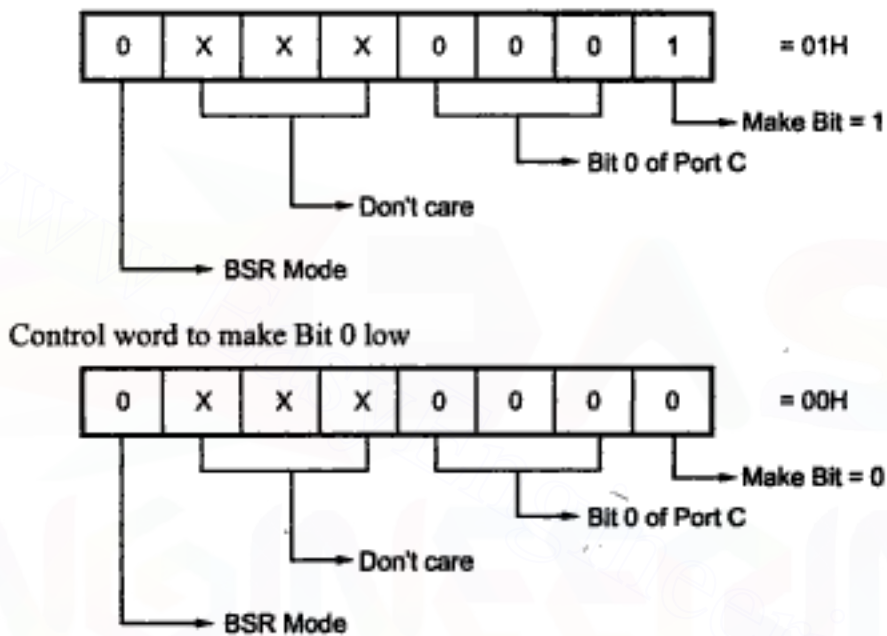 0 X X X 0 0 0 1 = 01H
Make Bit = 1
Bit 0 of Port C
Don't care
BSR Mode
Control word to make Bit 0 low
0 X X X 0 0 0 0 = 00H
Make Bit = 0
Bit 0 of Port C
Don't care
BSR Mode